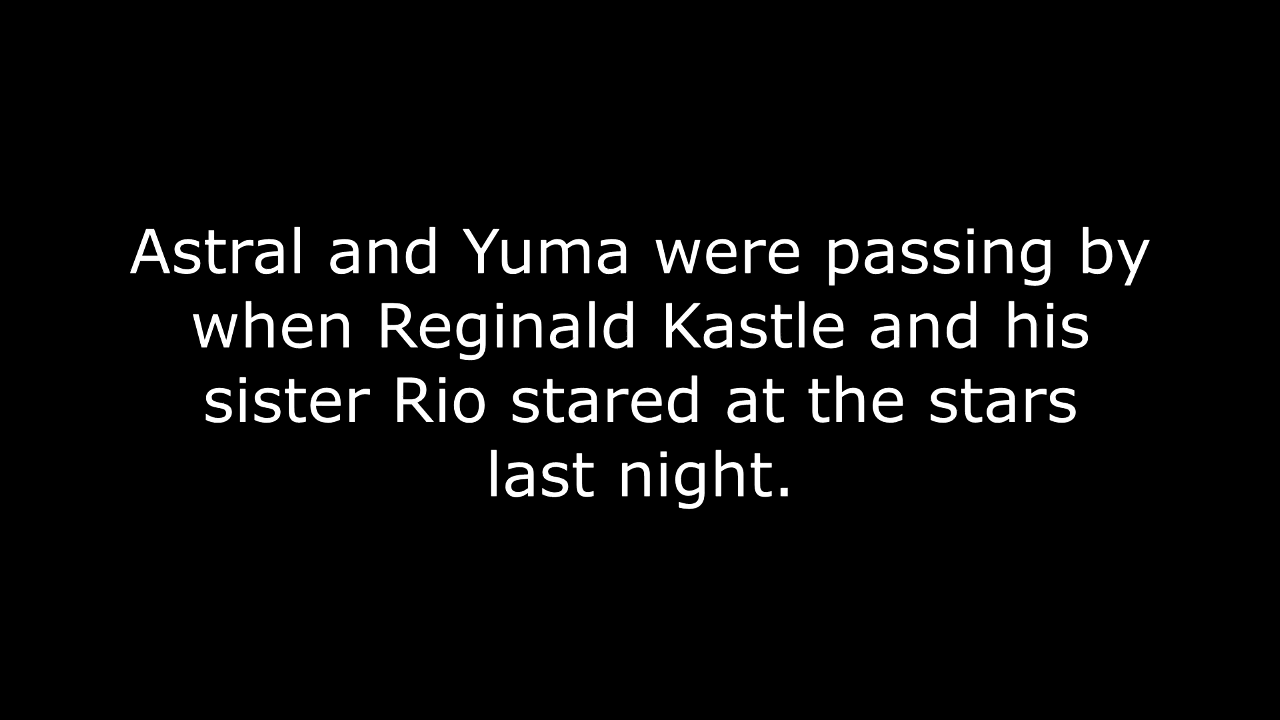 Astral and Yuma were passing by
when Reginald Kastle and his
sister Rio stared at the stars
last night.